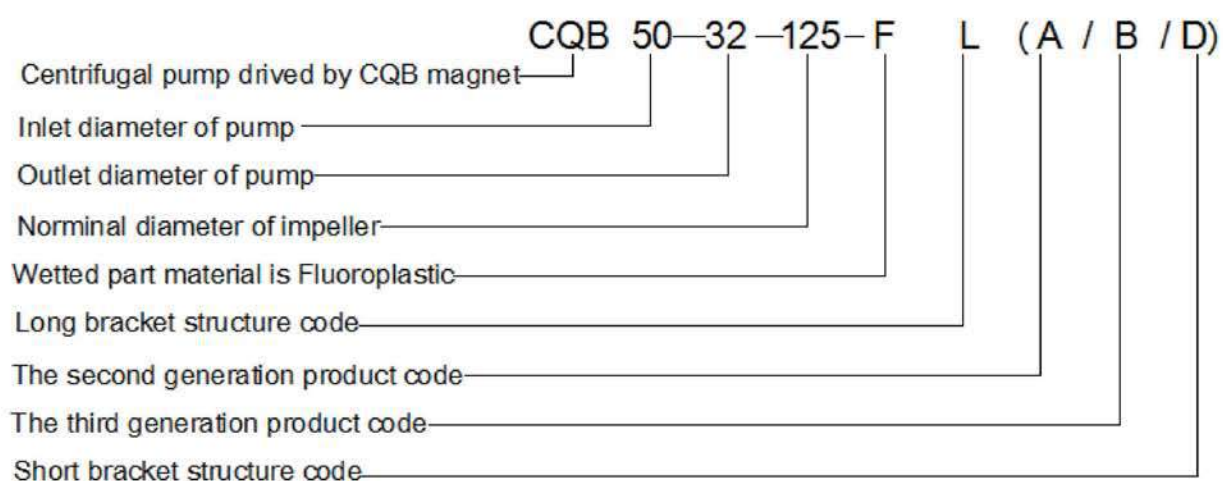 CQB 50—32—125-F L (A / B / D)
Centrifugal pump drived by CQB magnet
Inlet diameter of pump
Outlet diameter of pump
Norminal diameter of impeller
Wetted part material is Fluoroplastic
Long bracket structure code
The second generation product code
The third generation product code
Short bracket structure code